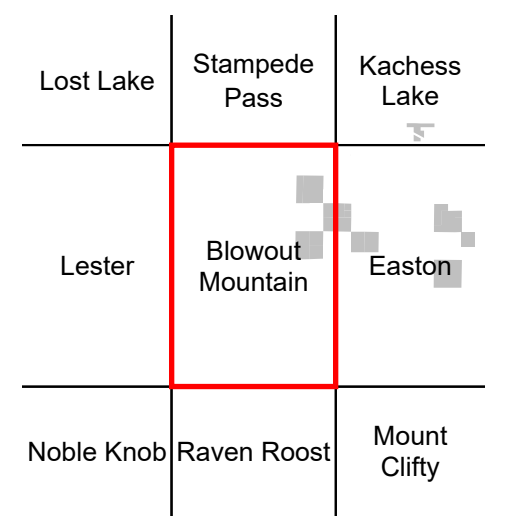 Lost Lake
Stampede
Pass
Kachess
Lake
Lester
Blowout
Mountain
Easton
Noble Knob
Raven Roost
Mount
Clifty